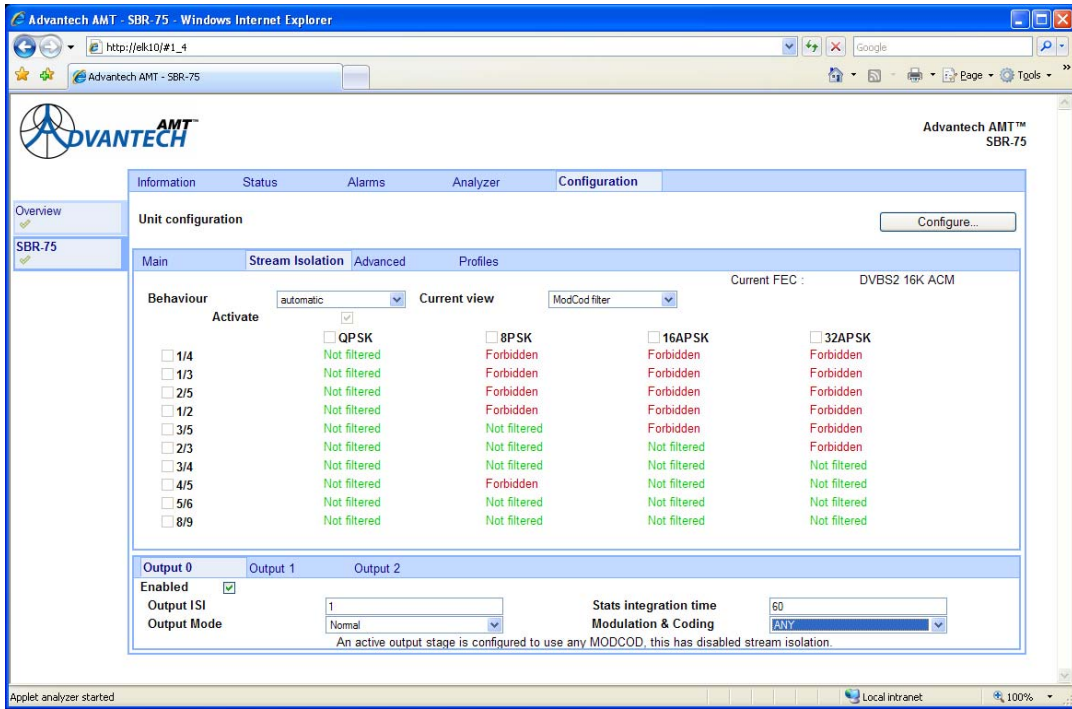 Advantech AMT - SBR-75 - Windows Internet Explorer
http://elk10/#1_4
Google
Advantech AMT - SBR-75
Page
Tools
»
ADVANTECH AMT™
Advantech AMT™
SBR-75
Information Status Alarms Analyzer Configuration
Overview
SBR-75
Unit configuration Configure...
Main Stream Isolation Advanced Profiles
Current FEC : DVBS2 16K ACM
Behaviour automatic Current view ModCod filter
Activate
QPSK 8PSK 16APSK 32APSK
1/4 Not filtered Forbidden Forbidden Forbidden
1/3 Not filtered Forbidden Forbidden Forbidden
2/5 Not filtered Forbidden Forbidden Forbidden
1/2 Not filtered Forbidden Forbidden Forbidden
3/5 Not filtered Not filtered Forbidden Forbidden
2/3 Not filtered Not filtered Not filtered Forbidden
3/4 Not filtered Not filtered Not filtered Not filtered
4/5 Not filtered Forbidden Not filtered Not filtered
5/6 Not filtered Not filtered Not filtered Not filtered
8/9 Not filtered Not filtered Not filtered Not filtered
Output 0 Output 1 Output 2
Enabled
Output ISI 1 Stats integration time 60
Output Mode Normal Modulation & Coding ANY
An active output stage is configured to use any MODCOD, this has disabled stream isolation.
Applet analyzer started Local intranet 100%